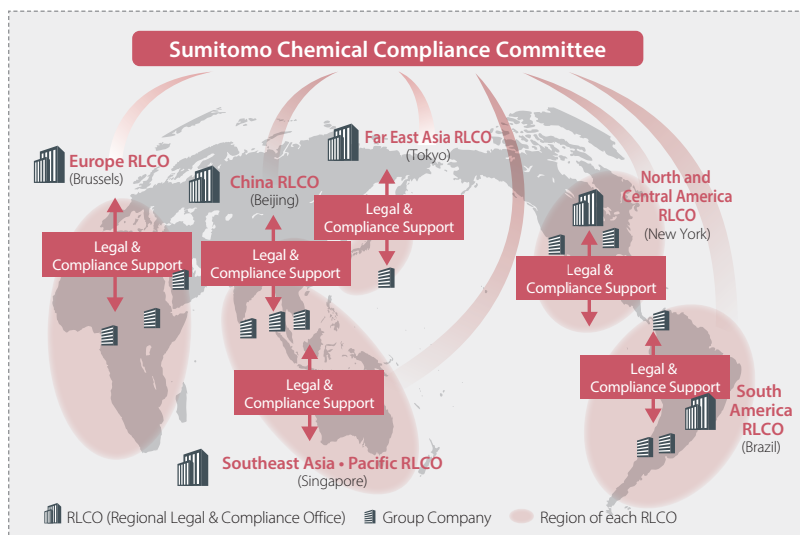 Sumitomo Chemical Compliance Committee
Far East Asia RLCO
(Tokyo)
Europe RLCO
(Brussels)
China RLCO
(Beijing)
North and
Central America
RLCO
(New York)
Legal &
Compliance Support
Legal &
Compliance Support
Legal &
Compliance Support
Legal &
Compliance Support
Legal &
Compliance Support
Legal &
Compliance Support
South
America
RLCO
(Brazil)
Southeast Asia • Pacific RLCO
(Singapore)
RLCO (Regional Legal & Compliance Office)
Group Company
Region of each RLCO